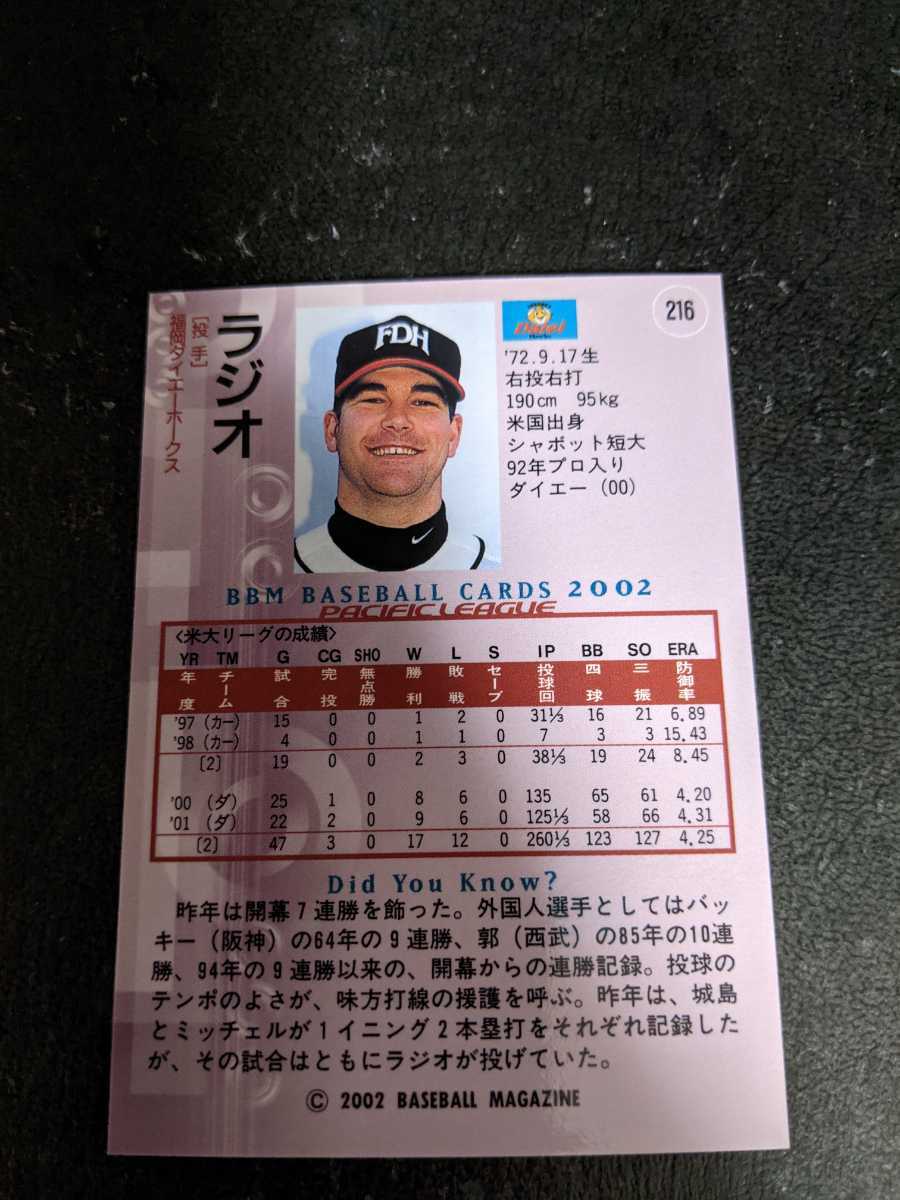 216
ラジオ
[投手]
福岡ダイエーホークス
FDH
Daiei
Hawks
'72.9.17生
右投右打
190cm 95kg
米国出身
シャボット短大
92年プロ入り
ダイエー（00）
BBM BASEBALL CARDS 2002
PACIFIC LEAGUE
〈米大リーグの成績〉
YR TM G CG SHO W L S IP BB SO ERA
年度 チーム 試合 完投 無点勝 勝利 敗戦 セーブ 投球回 四球 三振 防御率
'97 (カー) 15 0 0 1 2 0 31⅓ 16 21 6.89
'98 (カー) 4 0 0 1 1 0 7 3 3 15.43
[2] 19 0 0 2 3 0 38⅓ 19 24 8.45
'00 (ダ) 25 1 0 8 6 0 135 65 61 4.20
'01 (ダ) 22 2 0 9 6 0 125⅓ 58 66 4.31
[2] 47 3 0 17 12 0 260⅓ 123 127 4.25
Did You Know?
昨年は開幕7連勝を飾った。外国人選手としてはバッ
キー（阪神）の64年の9連勝、郭（西武）の85年の10連
勝、94年の9連勝以来の、開幕からの連勝記録。投球の
テンポのよさが、味方打線の援護を呼ぶ。昨年は、城島
とミッチェルが1イニング2本塁打をそれぞれ記録した
が、その試合はともにラジオが投げていた。
© 2002 BASEBALL MAGAZINE